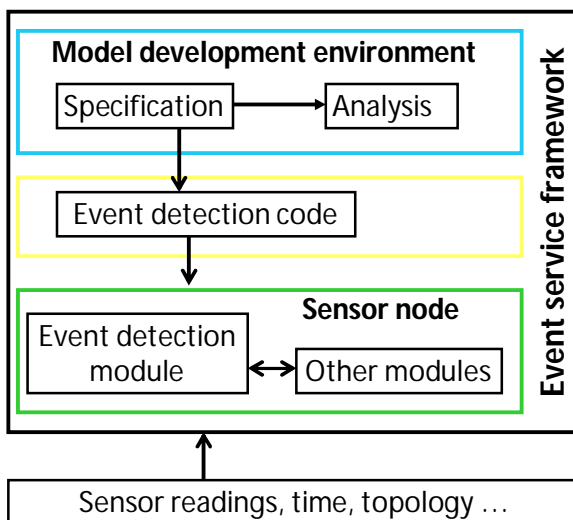 Model development environment
Specification
Analysis
Event detection code
Sensor node
Event detection
module
Other modules
Event service framework
Sensor readings, time, topology ...